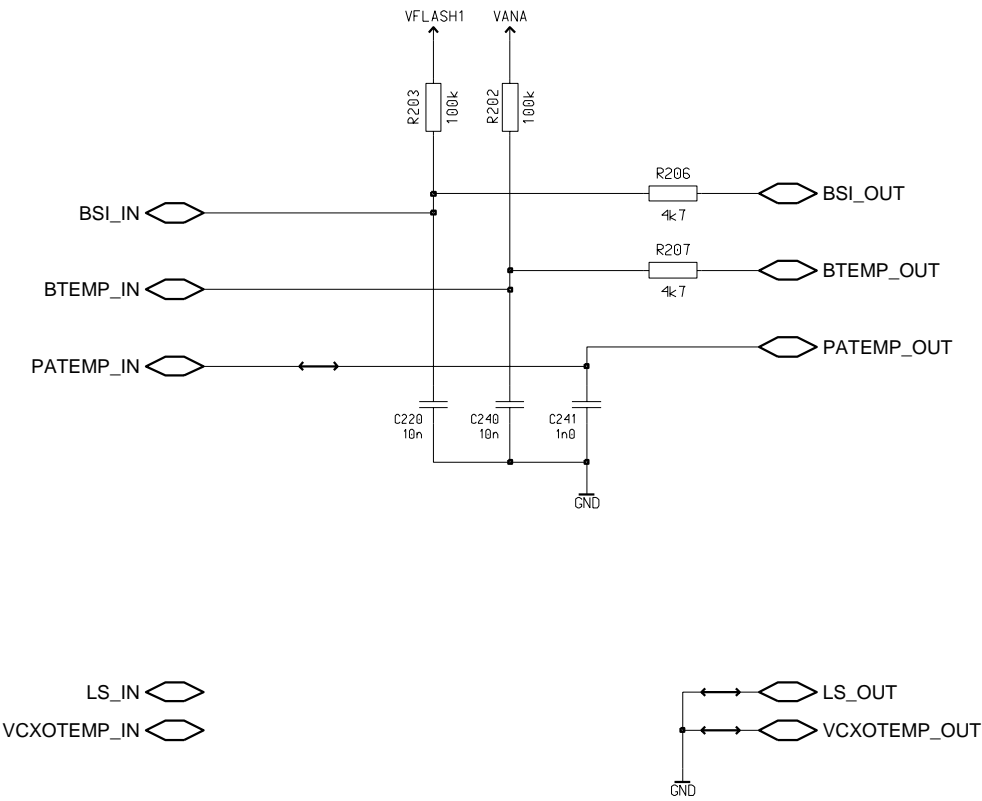 VFLASH1 VANA
R203 100k R202 100k
R206
BSI_IN BSI_OUT
4k7
R207
BTEMP_IN BTEMP_OUT
4k7
PATEMP_IN PATEMP_OUT
C220 C240 C241
10n 10n 1n0
GND
LS_IN LS_OUT
VCXOTEMP_IN VCXOTEMP_OUT
GND